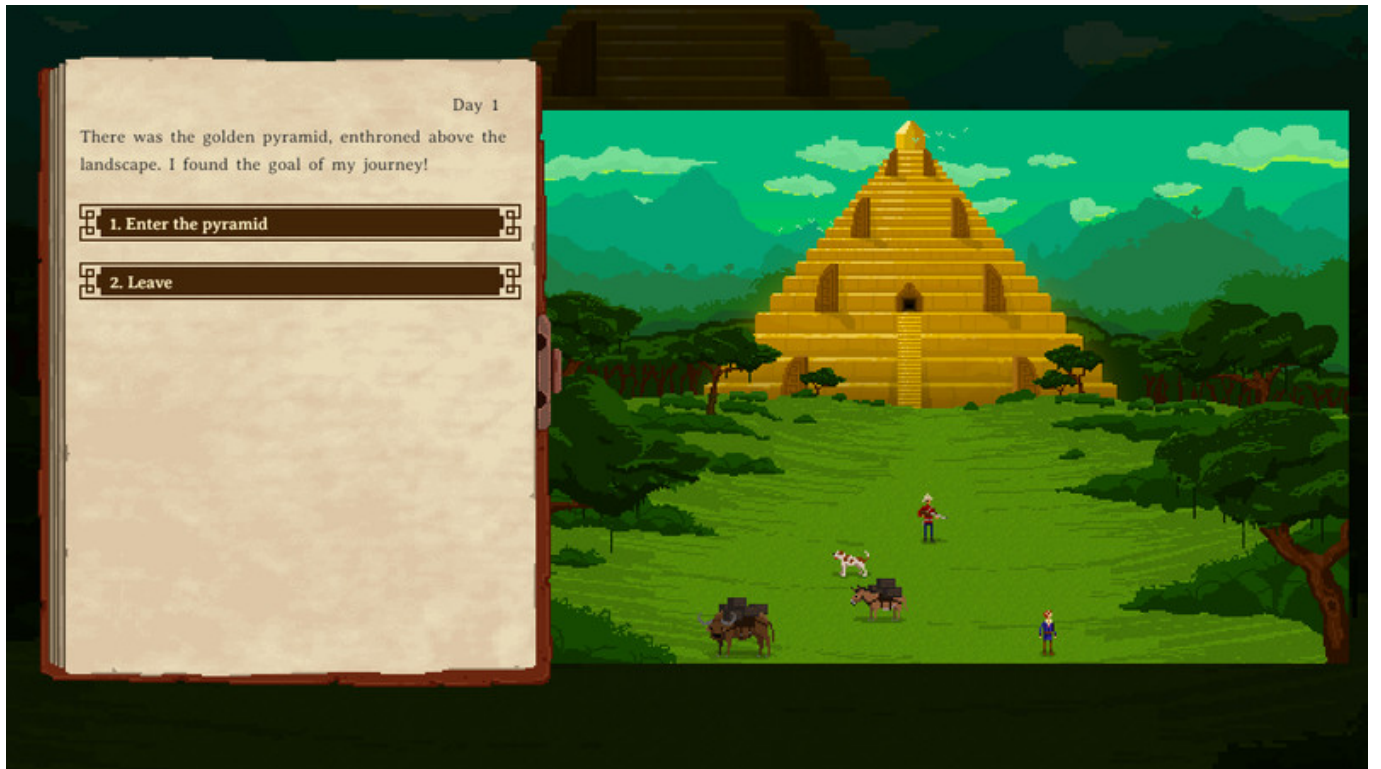 Day 1
There was the golden pyramid, enthroned above the
landscape. I found the goal of my journey!
1. Enter the pyramid
2. Leave